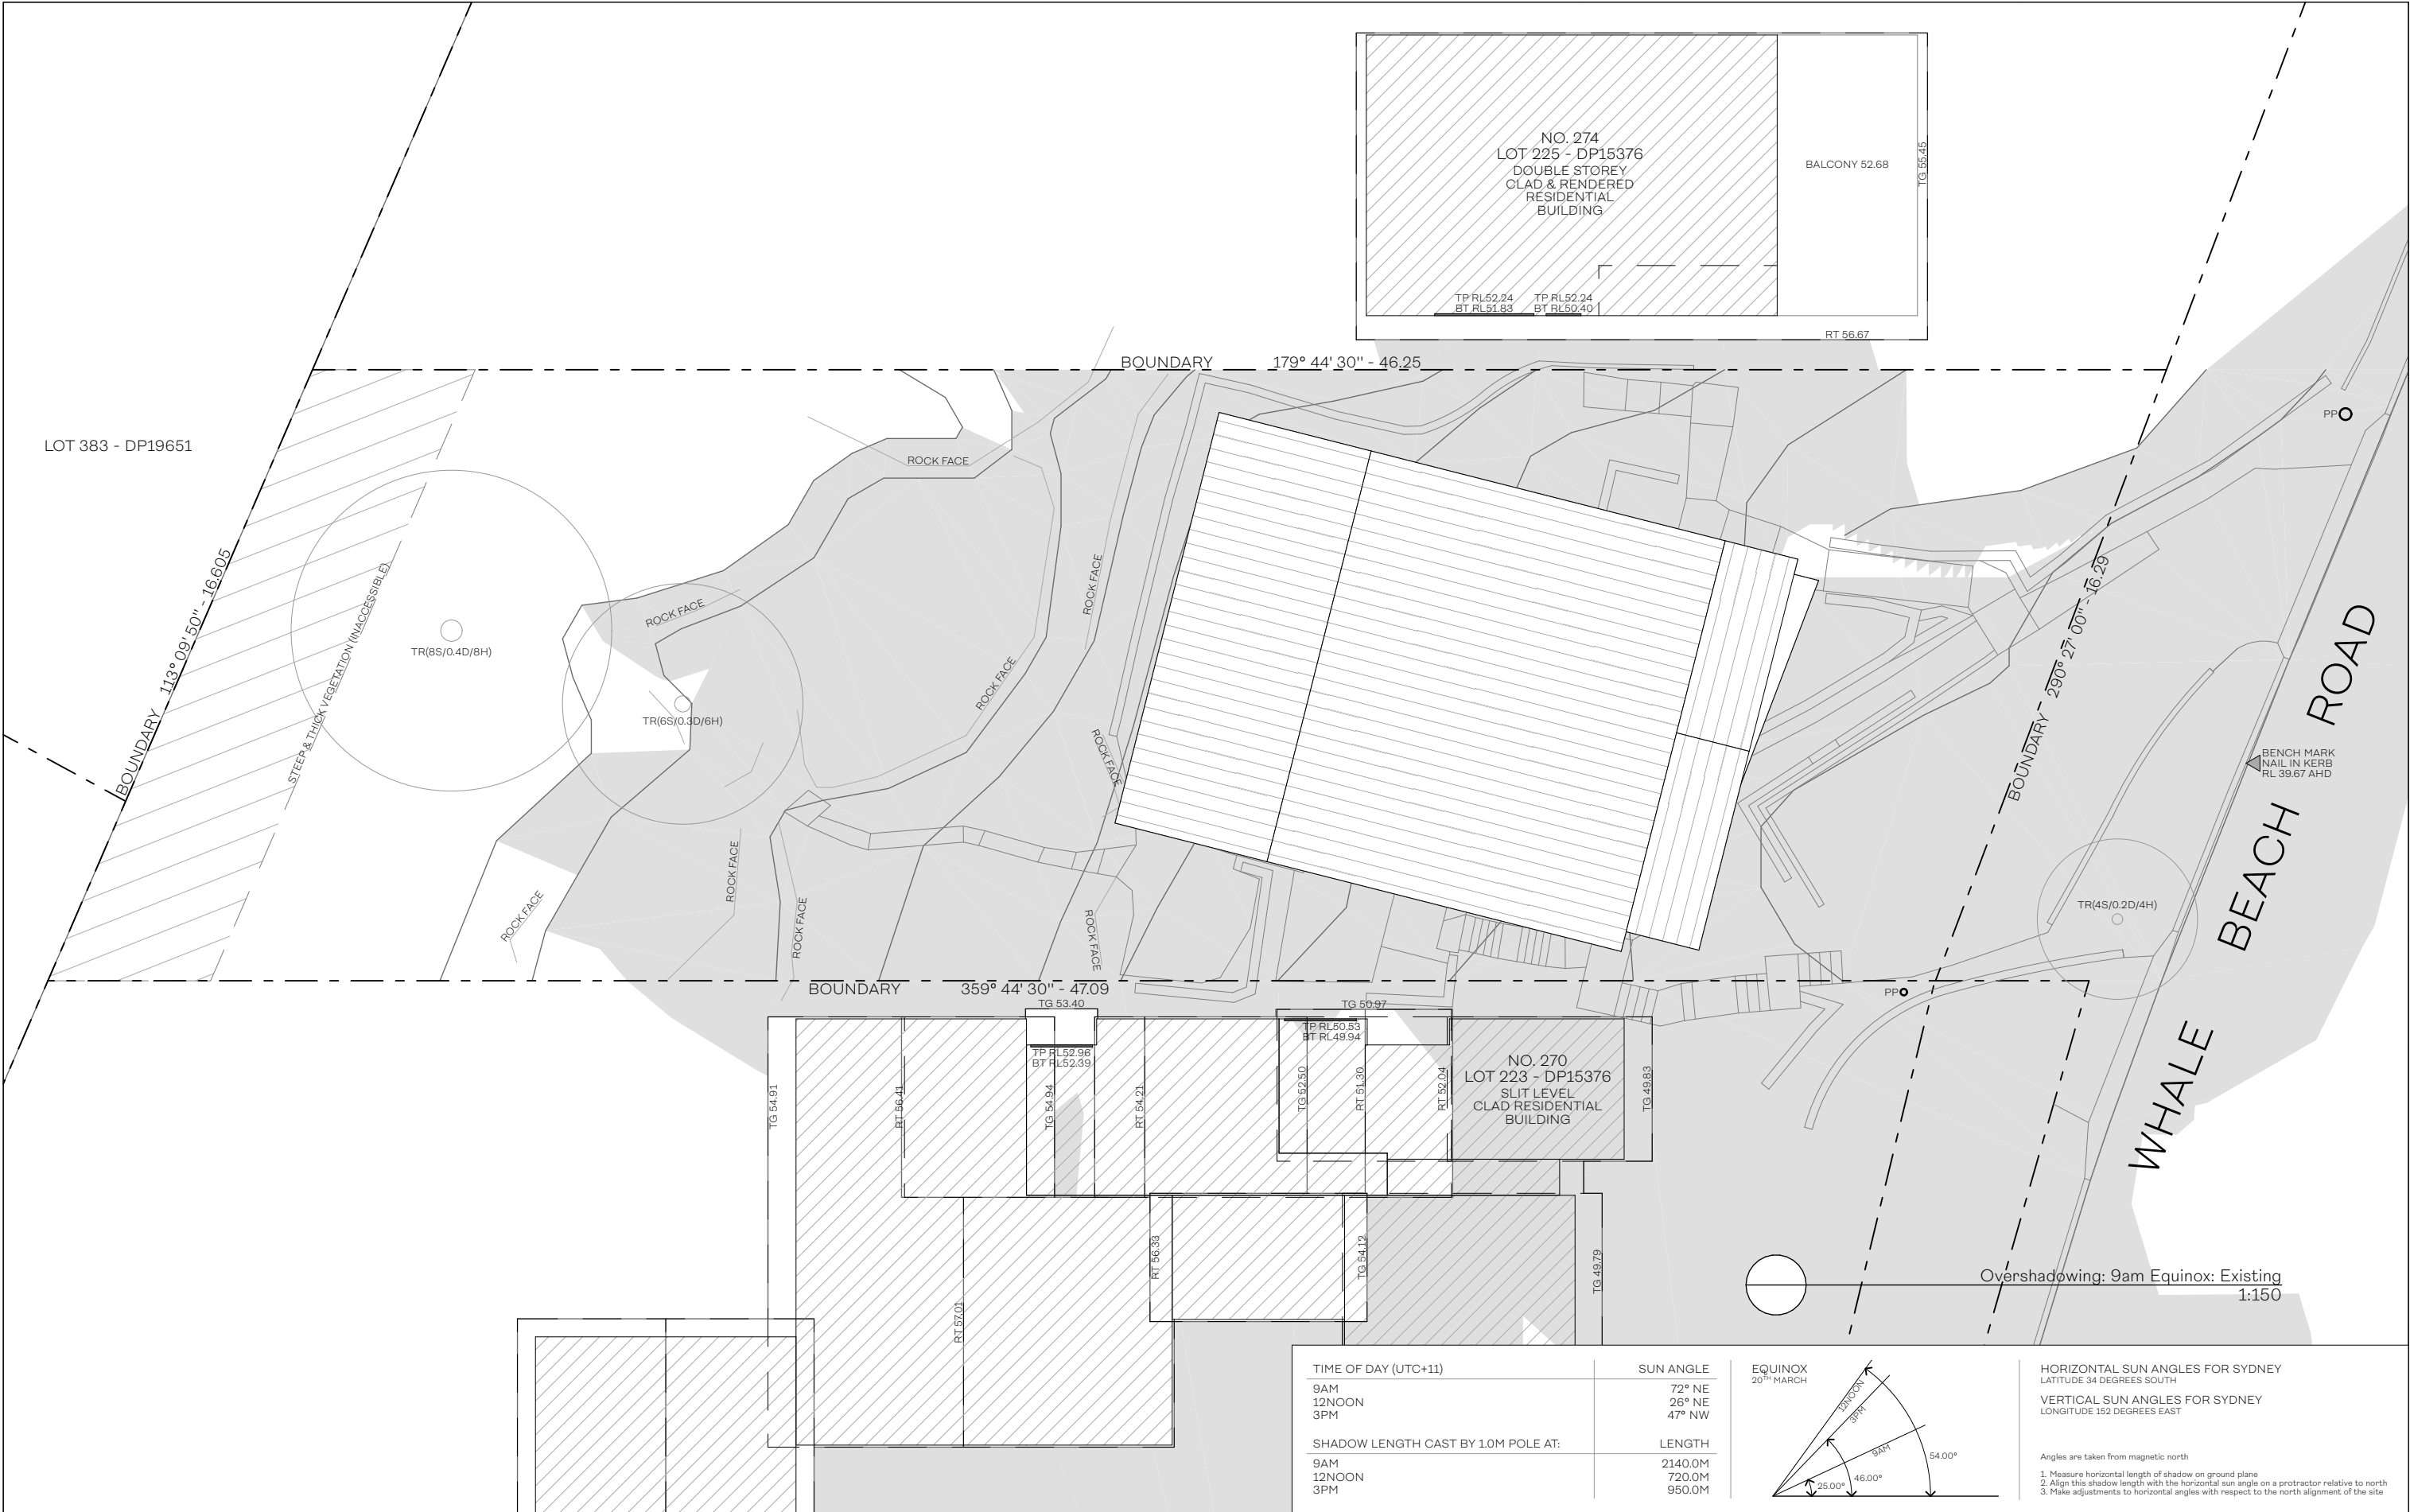 NO. 274
LOT 225 - DP15376
DOUBLE STOREY
CLAD & RENDERED
RESIDENTIAL
BUILDING
BALCONY 52.68
TG 55.45
TP RL52.24
BT RL51.83
TP RL52.24
BT RL50.40
RT 56.67
BOUNDARY 179° 44' 30'' - 46.25
LOT 383 - DP19651
PP
ROCK FACE
ROCK FACE
ROCK FACE
ROCK FACE
ROCK FACE
BOUNDARY 113° 09' 50'' - 16.605
STEEP & THICK VEGETATION (INACCESSIBLE)
TR(8S/0.4D/8H)
TR(6S/0.3D/6H)
BOUNDARY 290° 27' 00'' - 16.29
WHALE BEACH ROAD
BENCH MARK
NAIL IN KERB
RL 39.67 AHD
ROCK FACE
ROCK FACE
ROCK FACE
ROCK FACE
TR(4S/0.2D/4H)
BOUNDARY 359° 44' 30'' - 47.09
PP
TG 53.40
TG 50.97
TP RL52.96
BT RL52.39
TP RL50.53
BT RL49.94
TG 54.91
RT 56.41
TG 54.94
RT 54.21
TG 52.50
RT 51.30
RT 52.04
NO. 270
LOT 223 - DP15376
SLIT LEVEL
CLAD RESIDENTIAL
BUILDING
TG 49.83
RT 56.33
TG 54.12
TG 49.79
RT 57.01
Overshadowing: 9am Equinox: Existing
1:150
TIME OF DAY (UTC+11) SUN ANGLE
9AM 72° NE
12NOON 26° NE
3PM 47° NW
SHADOW LENGTH CAST BY 1.0M POLE AT: LENGTH
9AM 2140.0M
12NOON 720.0M
3PM 950.0M
EQUINOX
20TH MARCH
12NOON
3PM
9AM
25.00°
46.00°
54.00°
HORIZONTAL SUN ANGLES FOR SYDNEY
LATITUDE 34 DEGREES SOUTH
VERTICAL SUN ANGLES FOR SYDNEY
LONGITUDE 152 DEGREES EAST
Angles are taken from magnetic north
1. Measure horizontal length of shadow on ground plane
2. Align this shadow length with the horizontal sun angle on a protractor relative to north
3. Make adjustments to horizontal angles with respect to the north alignment of the site